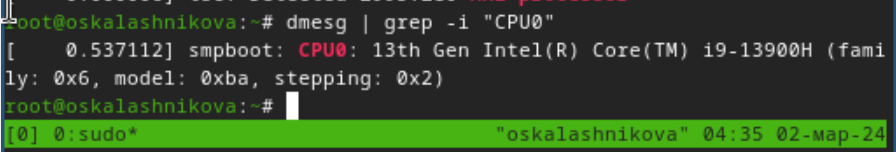 root@oskalashnikova:~# dmesg | grep -i "CPU0"
[    0.537112] smpboot: CPU0: 13th Gen Intel(R) Core(TM) i9-13900H (fami
ly: 0x6, model: 0xba, stepping: 0x2)
root@oskalashnikova:~#
[0] 0:sudo* "oskalashnikova" 04:35 02-мар-24